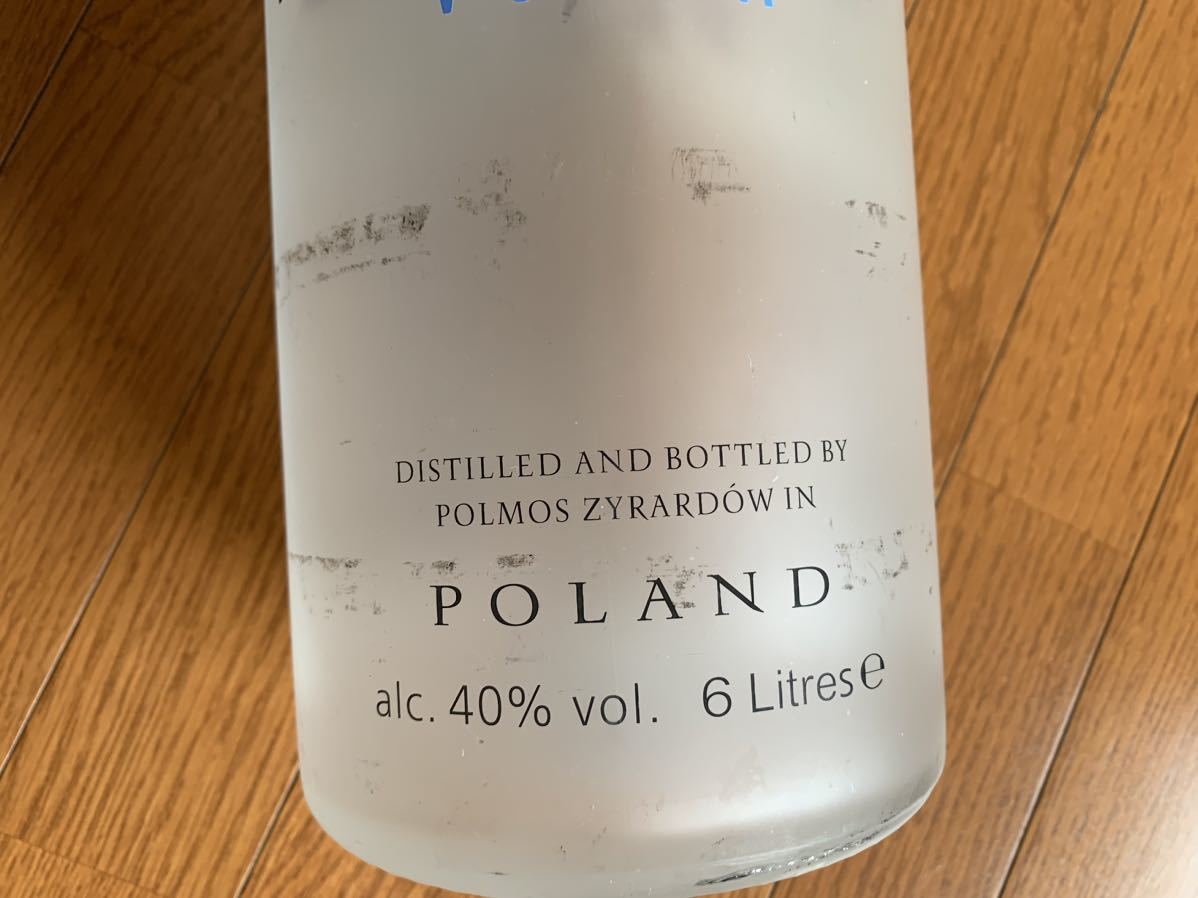 DISTILLED AND BOTTLED BY
POLMOS ZYRARDÓW IN
POLAND
alc. 40% vol. 6 Litres e